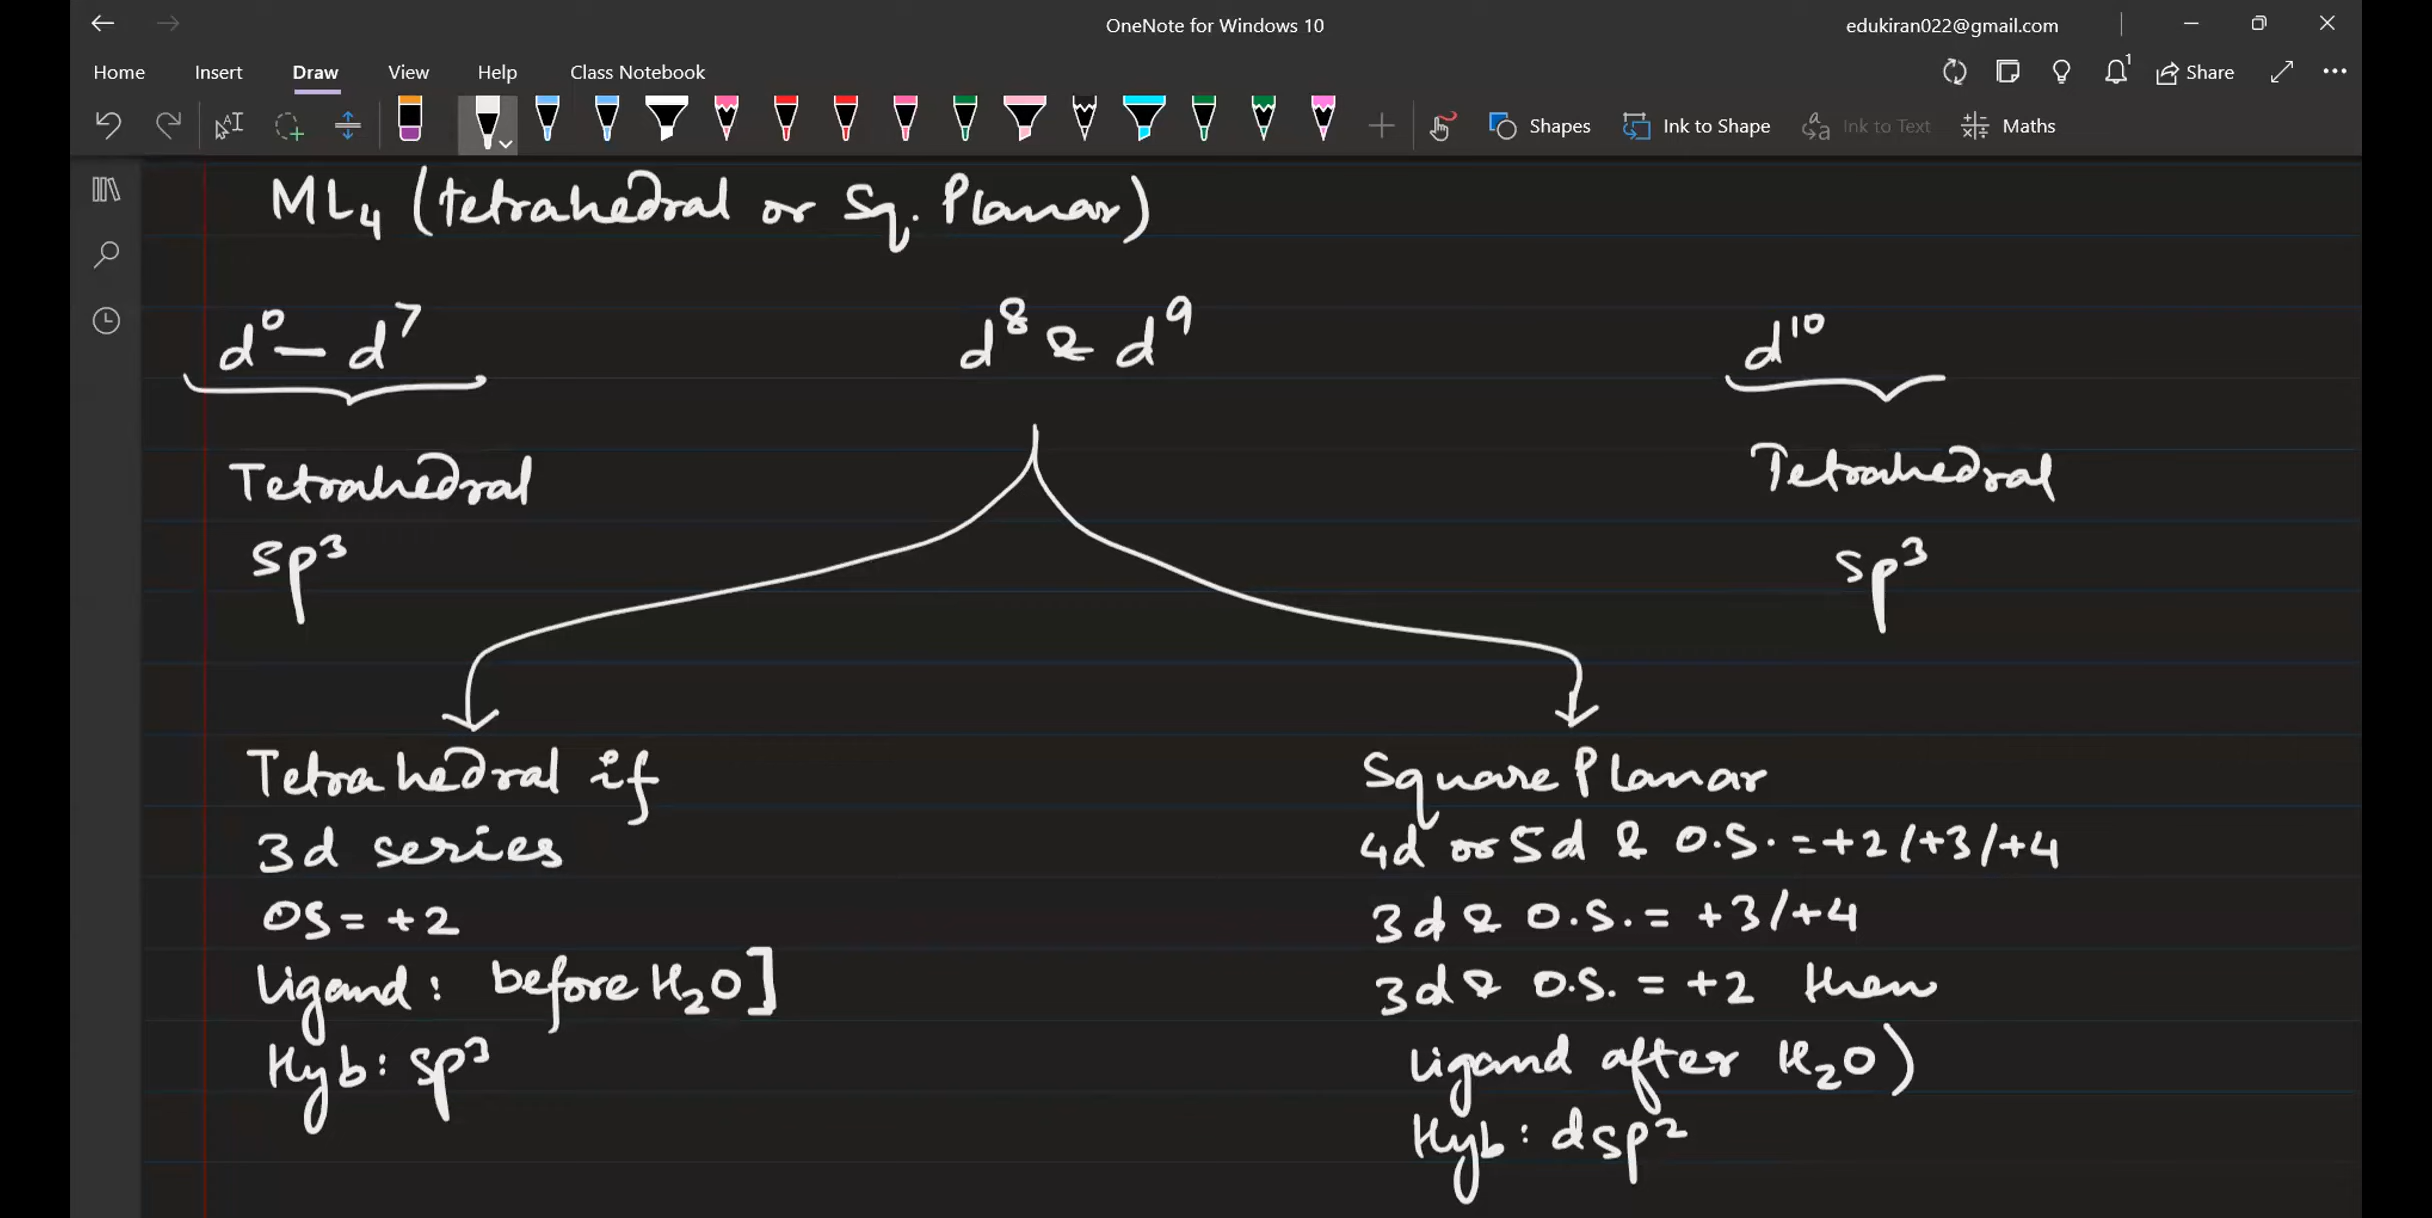 OneNote for Windows 10
edukiran022@gmail.com
Home Insert Draw View Help Class Notebook
1
Share
Shapes Ink to Shape Ink to Text Maths
ML₄ (tetrahedral or Sq. Planar)
d⁰ — d⁷ d⁸ & d⁹ d¹⁰
Tetrahedral Tetrahedral
sp³ sp³
Tetrahedral if
3d series
OS = +2
Ligand: before H₂O]
Hyb: sp³
Square Planar
4d or 5d & O.S. = +2/+3/+4
3d & O.S. = +3/+4
3d & O.S. = +2 then
Ligand after H₂O)
Hyb: dsp²